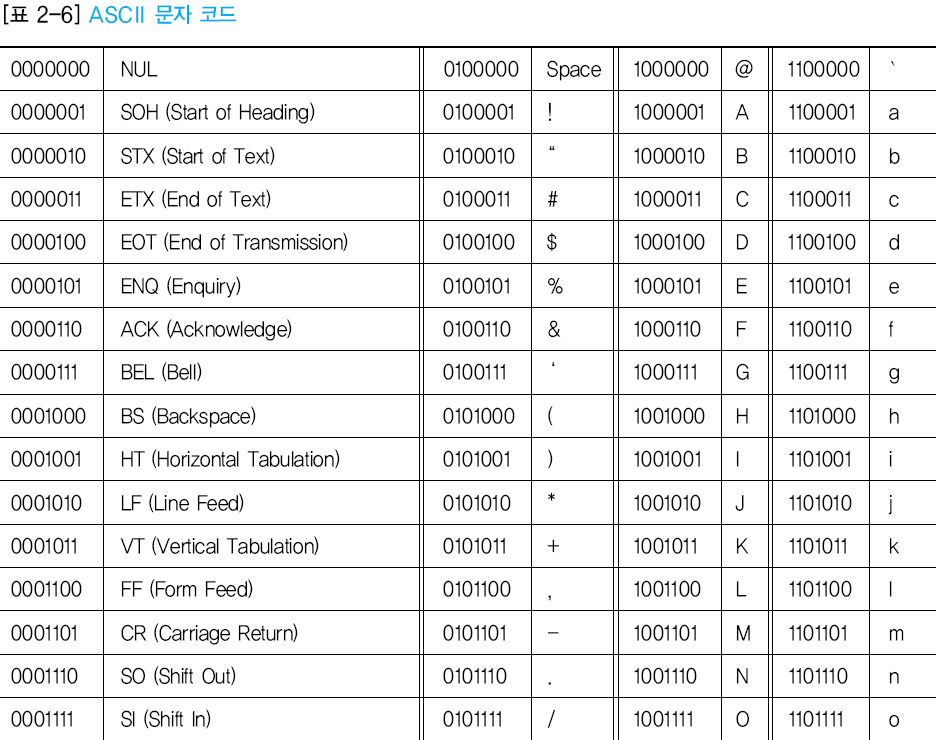 [표 2-6] ASCII 문자 코드
0000000 NUL 0100000 Space 1000000 @ 1100000 `
0000001 SOH (Start of Heading) 0100001 ! 1000001 A 1100001 a
0000010 STX (Start of Text) 0100010 “ 1000010 B 1100010 b
0000011 ETX (End of Text) 0100011 # 1000011 C 1100011 c
0000100 EOT (End of Transmission) 0100100 $ 1000100 D 1100100 d
0000101 ENQ (Enquiry) 0100101 % 1000101 E 1100101 e
0000110 ACK (Acknowledge) 0100110 & 1000110 F 1100110 f
0000111 BEL (Bell) 0100111 ‘ 1000111 G 1100111 g
0001000 BS (Backspace) 0101000 ( 1001000 H 1101000 h
0001001 HT (Horizontal Tabulation) 0101001 ) 1001001 I 1101001 i
0001010 LF (Line Feed) 0101010 * 1001010 J 1101010 j
0001011 VT (Vertical Tabulation) 0101011 + 1001011 K 1101011 k
0001100 FF (Form Feed) 0101100 , 1001100 L 1101100 l
0001101 CR (Carriage Return) 0101101 - 1001101 M 1101101 m
0001110 SO (Shift Out) 0101110 . 1001110 N 1101110 n
0001111 SI (Shift In) 0101111 / 1001111 O 1101111 o